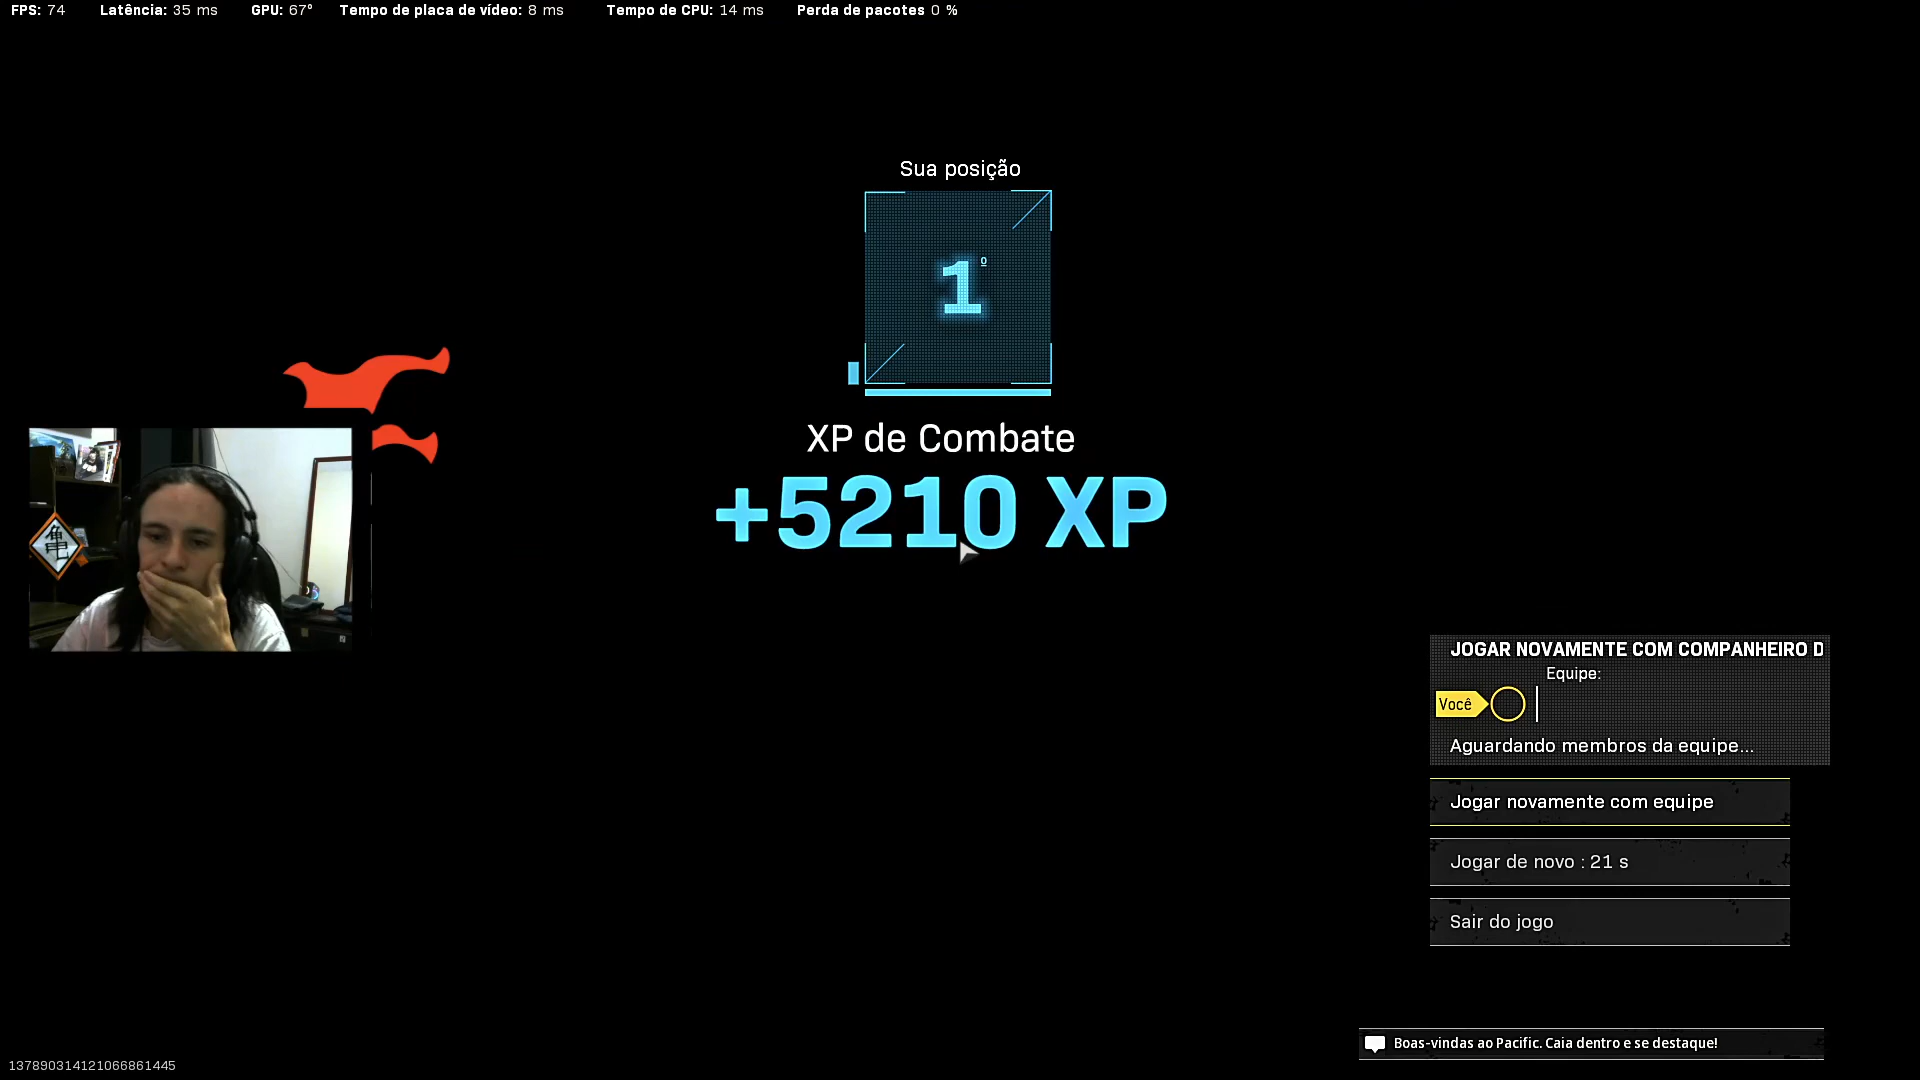 FPS: 74 Latência: 35 ms GPU: 67° Tempo de placa de vídeo: 8 ms Tempo de CPU: 14 ms Perda de pacotes 0 %
Sua posição
1º
XP de Combate
+5210 XP
亀
JOGAR NOVAMENTE COM COMPANHEIRO D
Equipe:
Você
Aguardando membros da equipe...
Jogar novamente com equipe
Jogar de novo : 21 s
Sair do jogo
Boas-vindas ao Pacific. Caia dentro e se destaque!
137890314121066861445